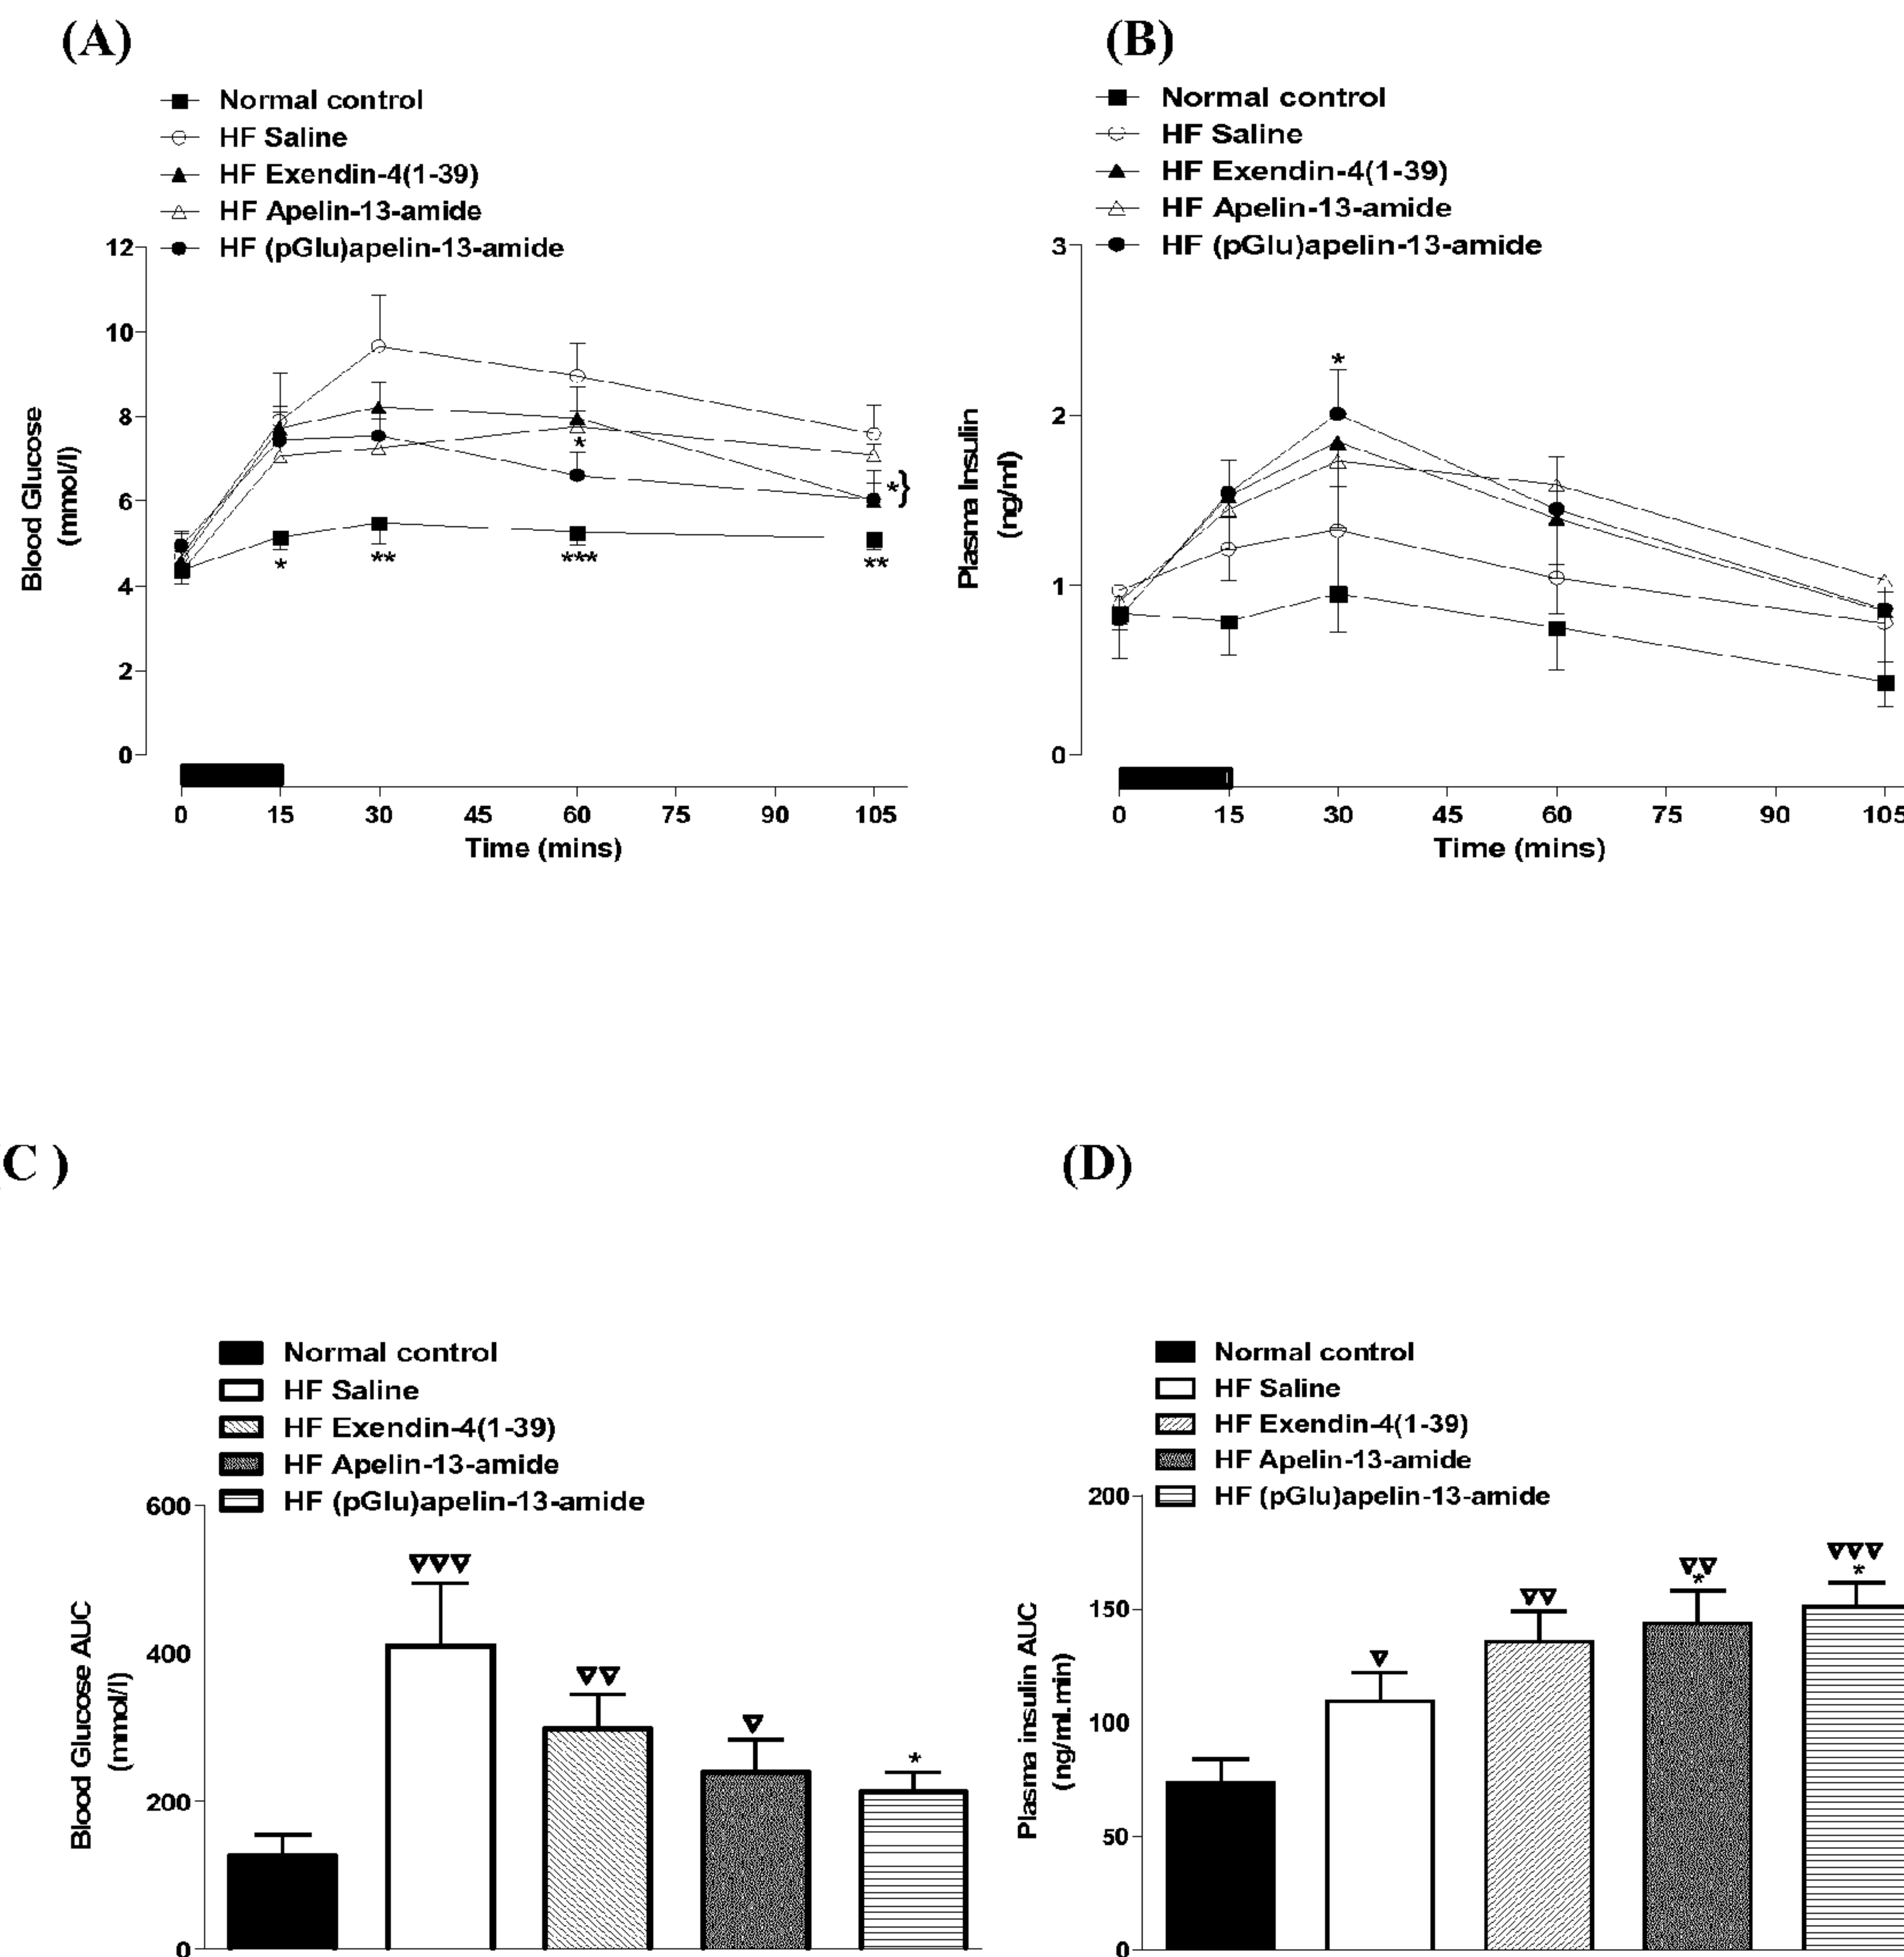 (A)
Normal control
HF Saline
HF Exendin-4(1-39)
HF Apelin-13-amide
HF (pGlu)apelin-13-amide
Blood Glucose
(mmol/l)
12
10
8
6
4
2
0
*
**
***
*
*}
**
0 15 30 45 60 75 90 105
Time (mins)
(B)
Normal control
HF Saline
HF Exendin-4(1-39)
HF Apelin-13-amide
HF (pGlu)apelin-13-amide
Plasma Insulin
(ng/ml)
3
2
1
0
*
0 15 30 45 60 75 90 105
Time (mins)
C )
Normal control
HF Saline
HF Exendin-4(1-39)
HF Apelin-13-amide
HF (pGlu)apelin-13-amide
Blood Glucose AUC
(mmol/l)
600
400
200
0
∇∇∇
∇∇
∇
*
(D)
Normal control
HF Saline
HF Exendin-4(1-39)
HF Apelin-13-amide
HF (pGlu)apelin-13-amide
Plasma insulin AUC
(ng/ml.min)
200
150
100
50
0
∇
∇∇
∇∇
*
∇∇∇
*